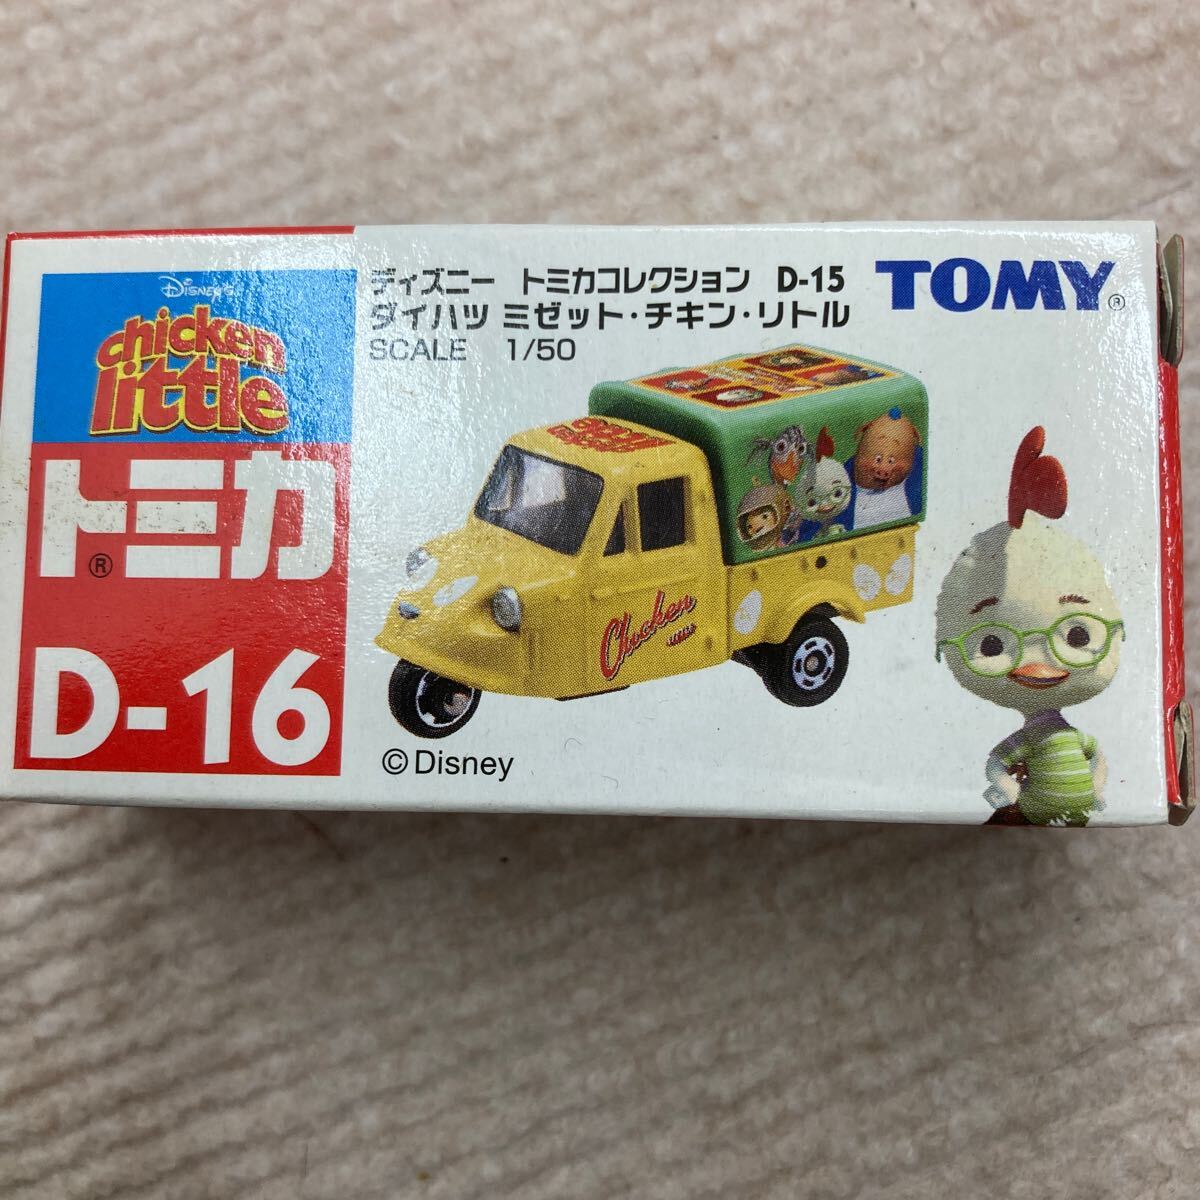 Disney's
chicken
little
トミカ®
D-16
ディズニー トミカコレクション D-15
ダイハツ ミゼット・チキン・リトル
SCALE 1/50
TOMY®
Chicken
©Disney